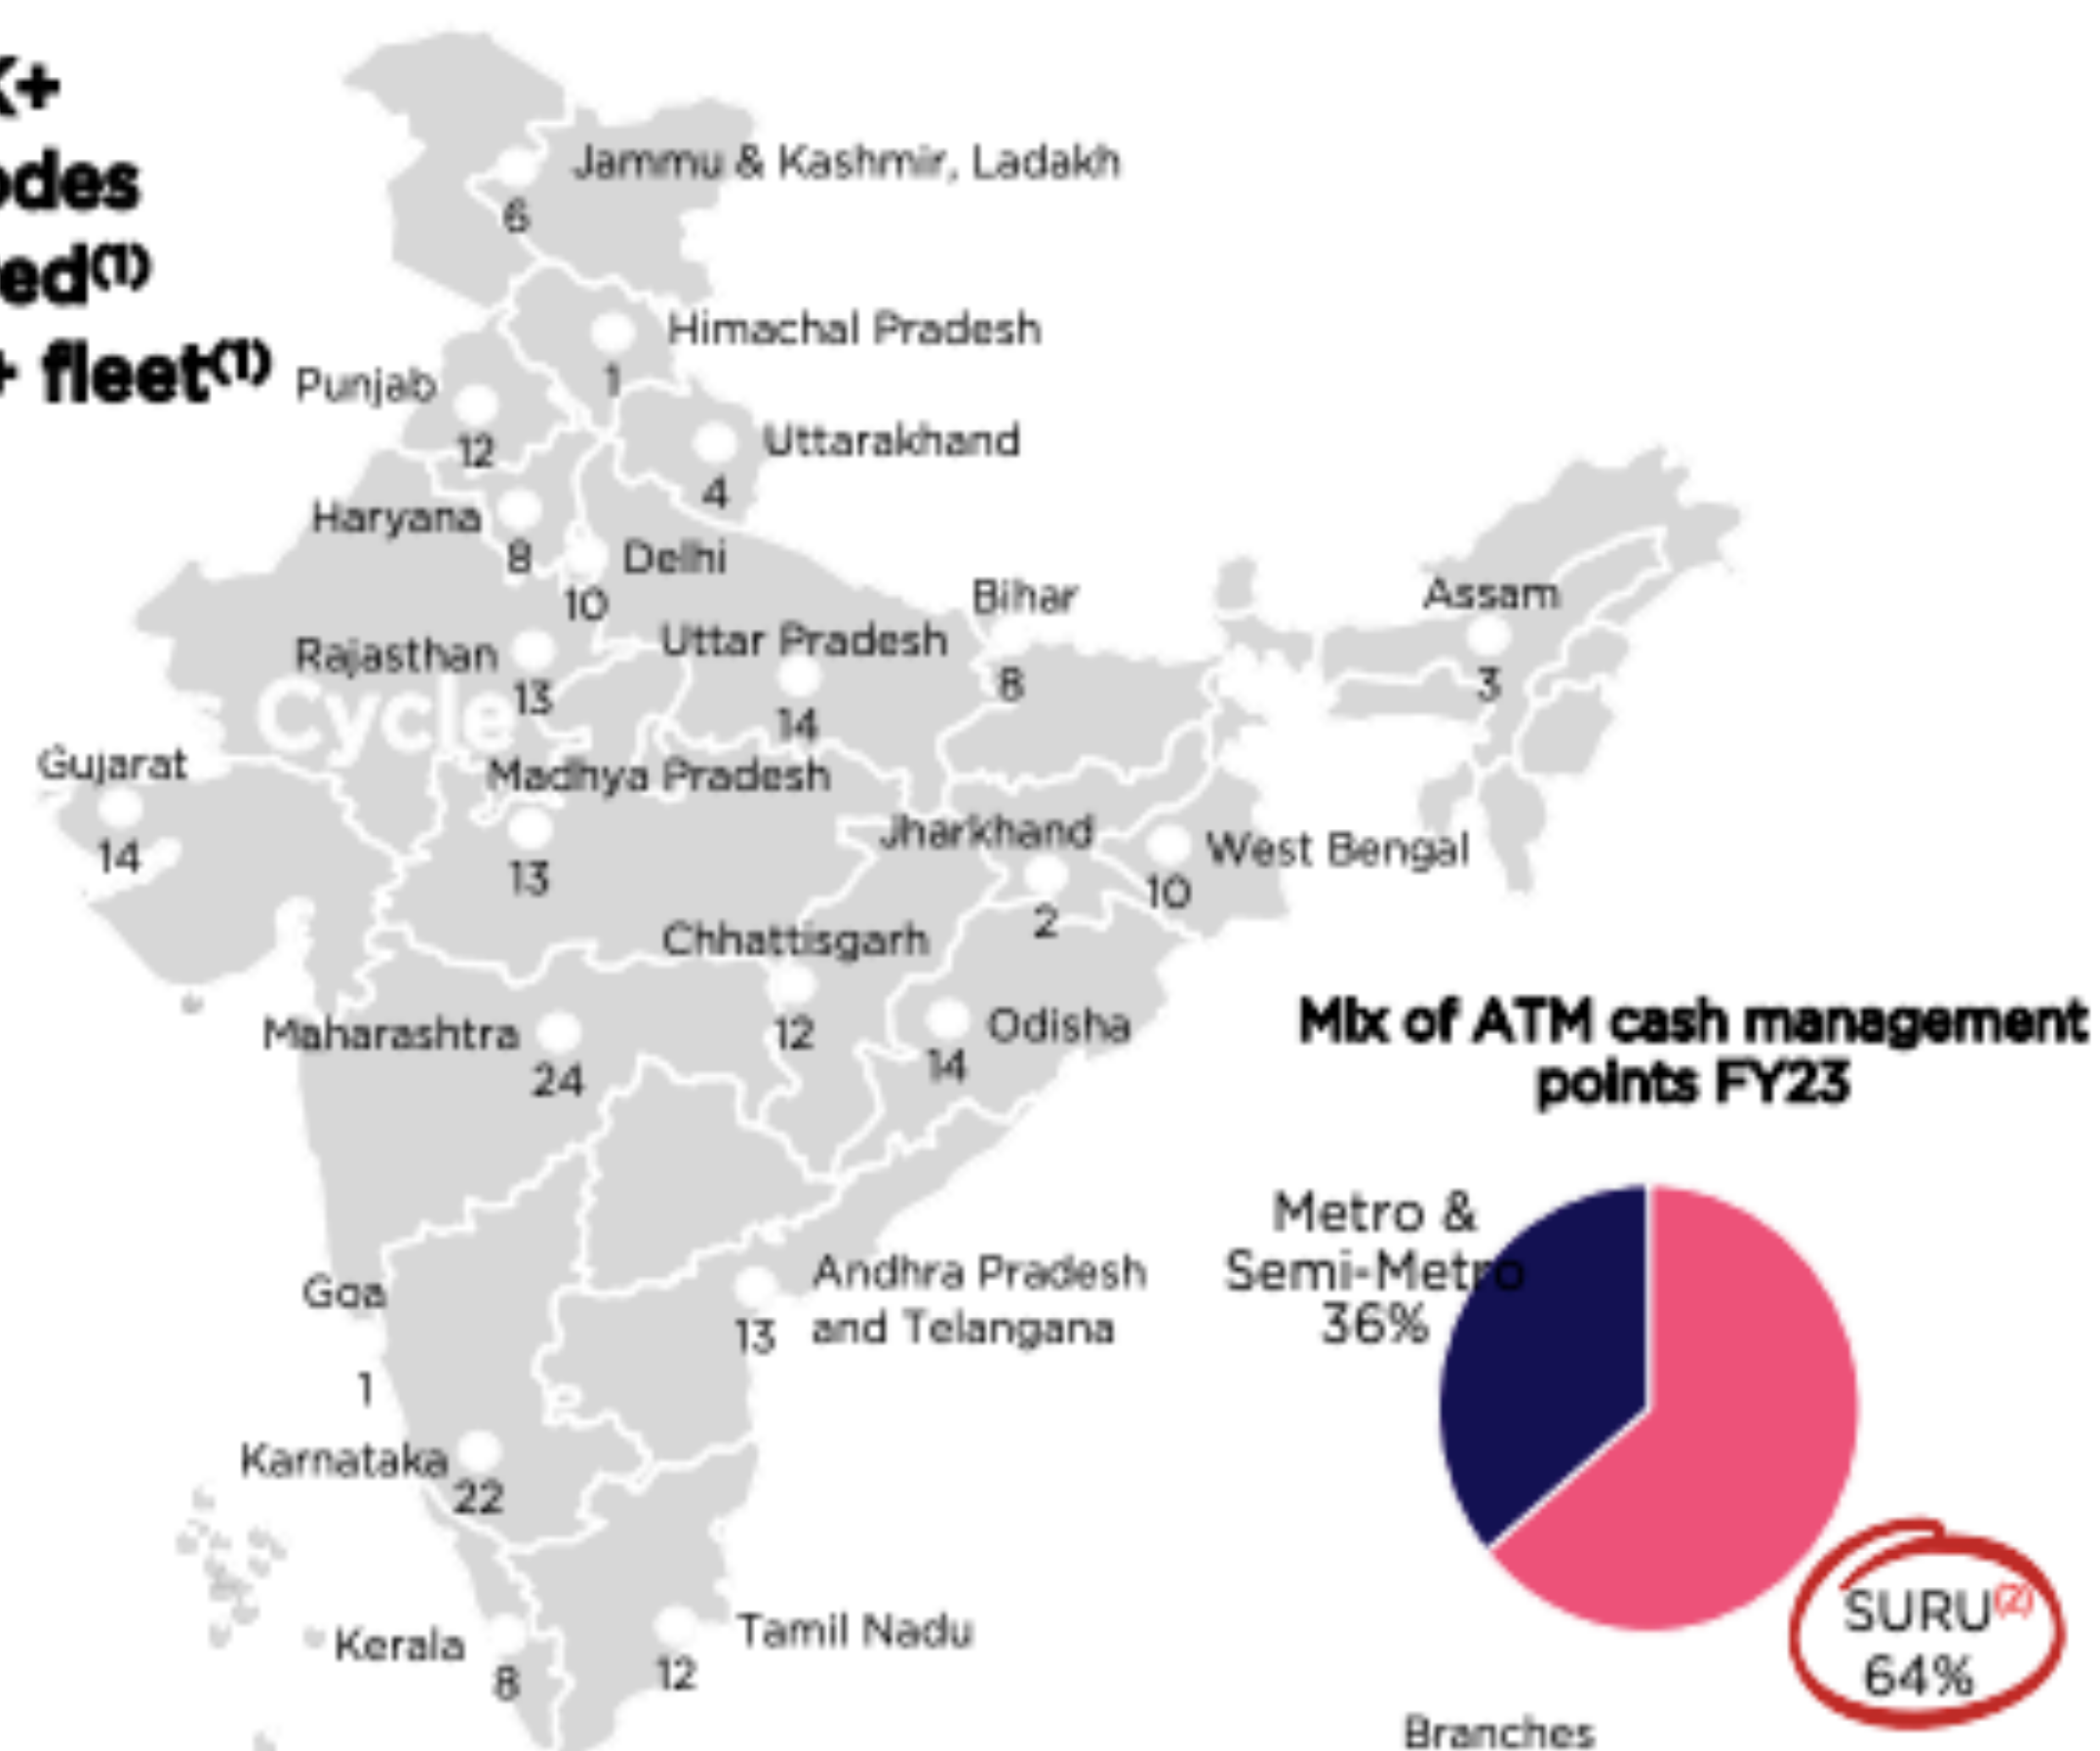 K+
odes
ed(1)
+ fleet(1)
Jammu & Kashmir, Ladakh
6
Himachal Pradesh
1
Punjab
12
Uttarakhand
4
Haryana
8
Delhi
10
Bihar
8
Assam
3
Rajasthan
13
Uttar Pradesh
14
Cycle
Gujarat
14
Madhya Pradesh
13
Jharkhand
2
West Bengal
10
Chhattisgarh
12
Maharashtra
24
Odisha
14
Mix of ATM cash management
points FY23
Metro &
Semi-Metro
36%
Goa
1
Andhra Pradesh
and Telangana
13
Karnataka
22
SURU(2)
64%
Kerala
8
Tamil Nadu
12
Branches